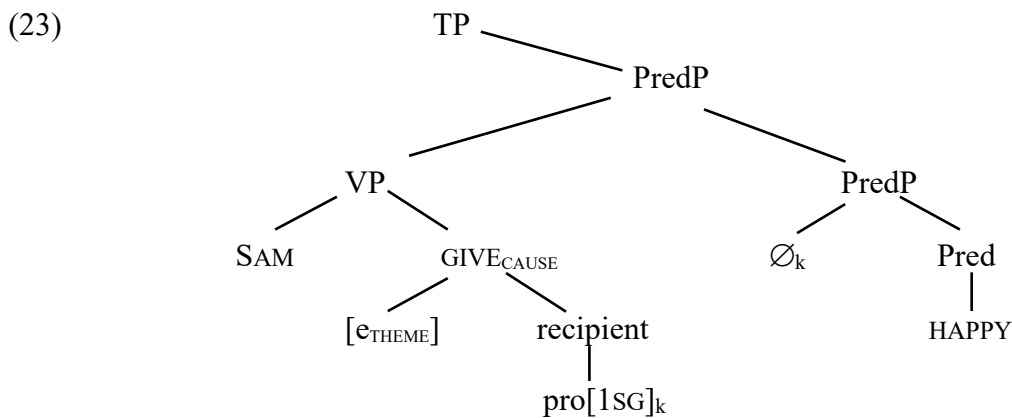 (23) TP
PredP
VP PredP
SAM GIVECAUSE ∅k Pred
[eTHEME] recipient HAPPY
pro[1SG]k